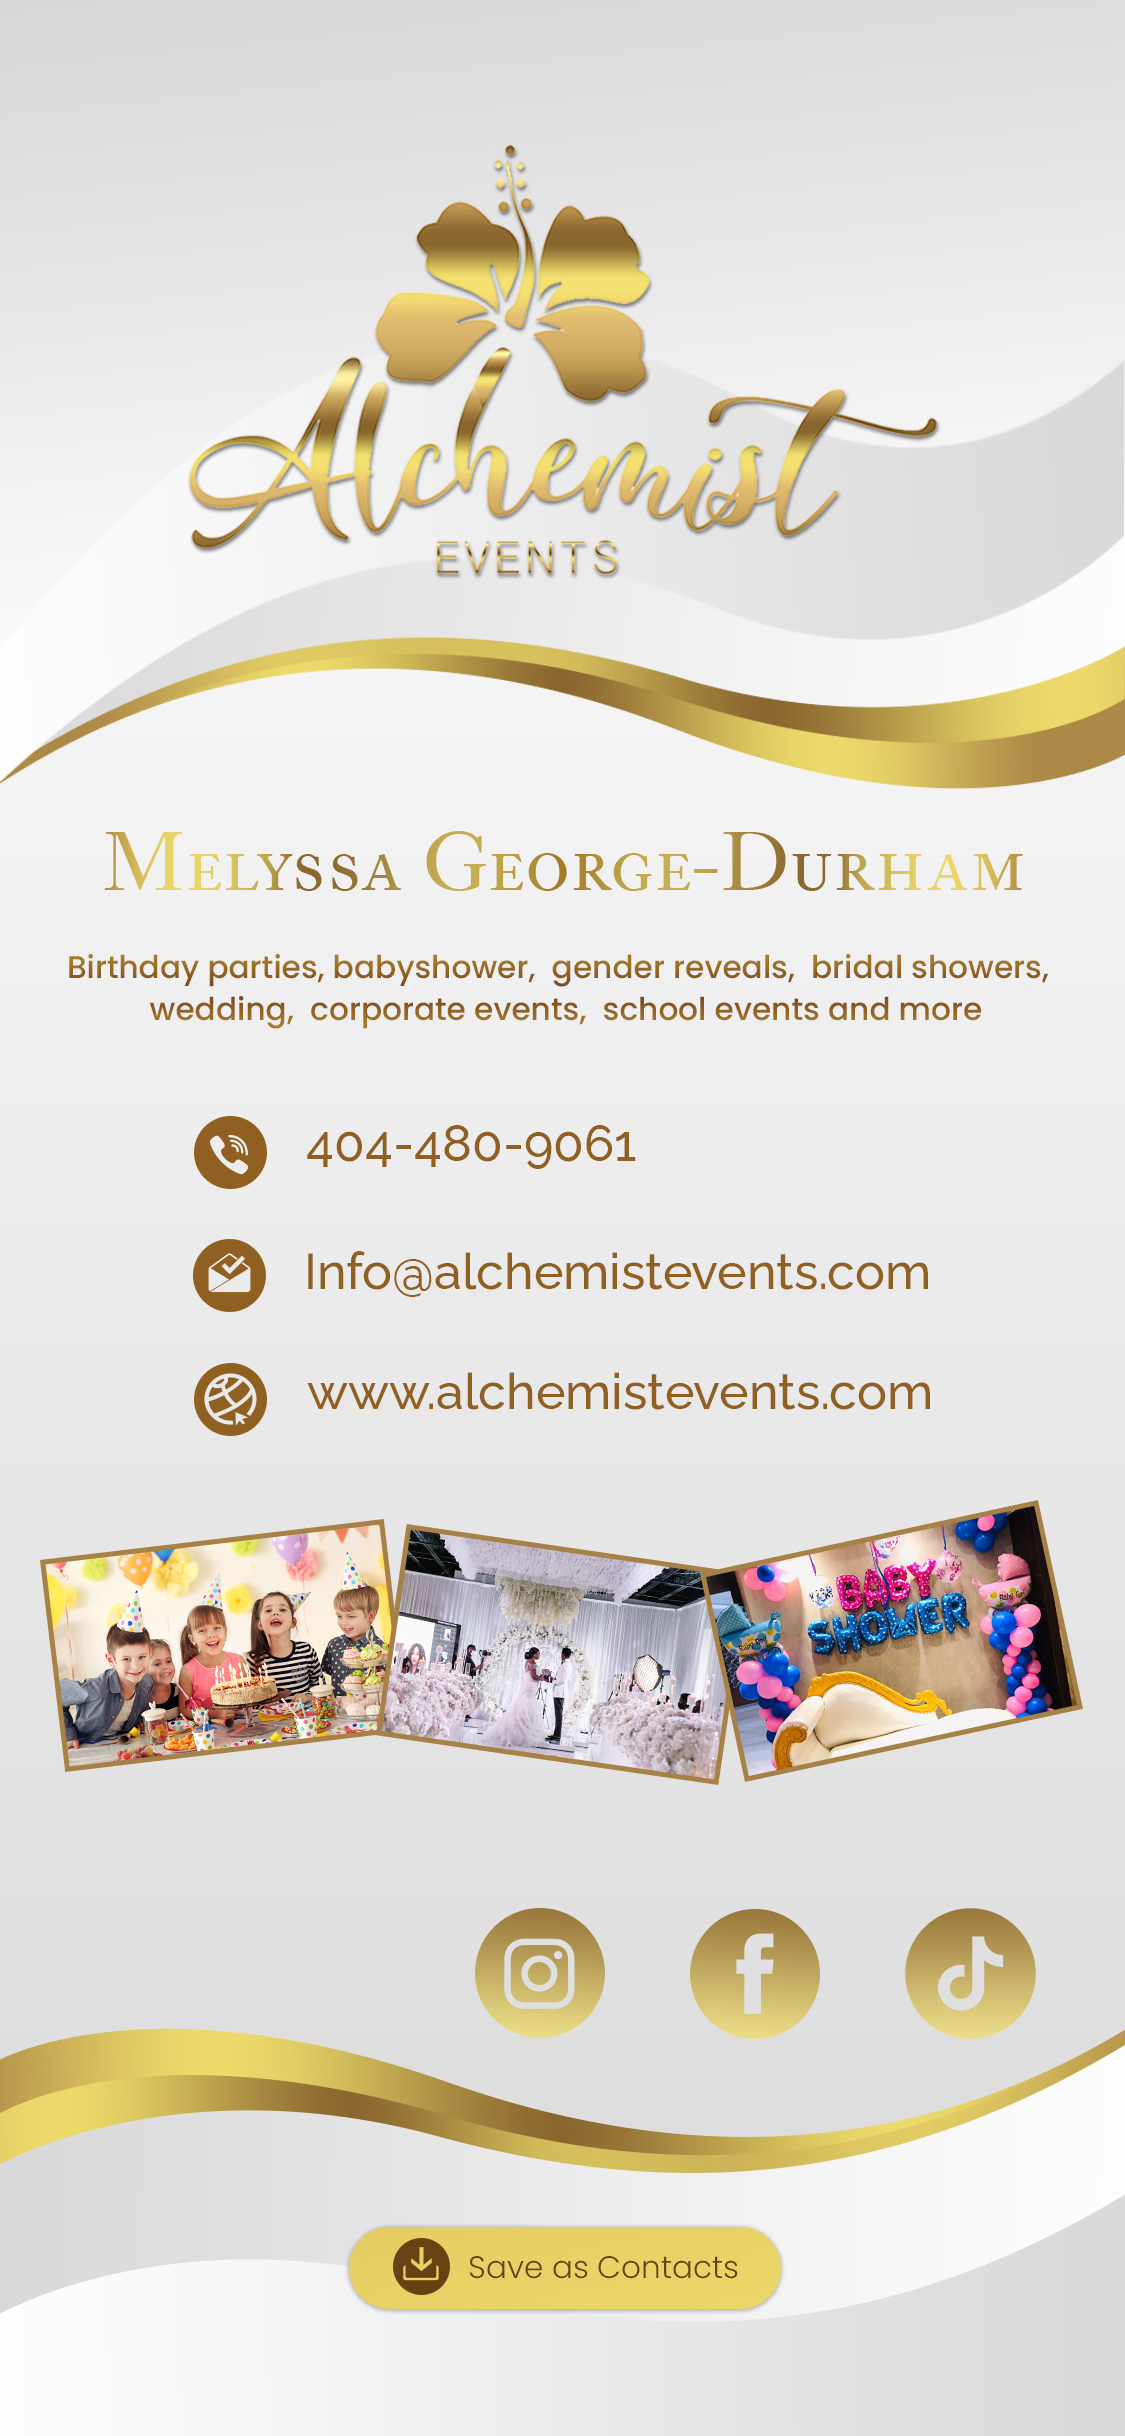 Alchemist
EVENTS
Melyssa George-Durham
Birthday parties, babyshower, gender reveals, bridal showers,
wedding, corporate events, school events and more
404-480-9061
Info@alchemistevents.com
www.alchemistevents.com
BABY
SHOWER
Save as Contacts